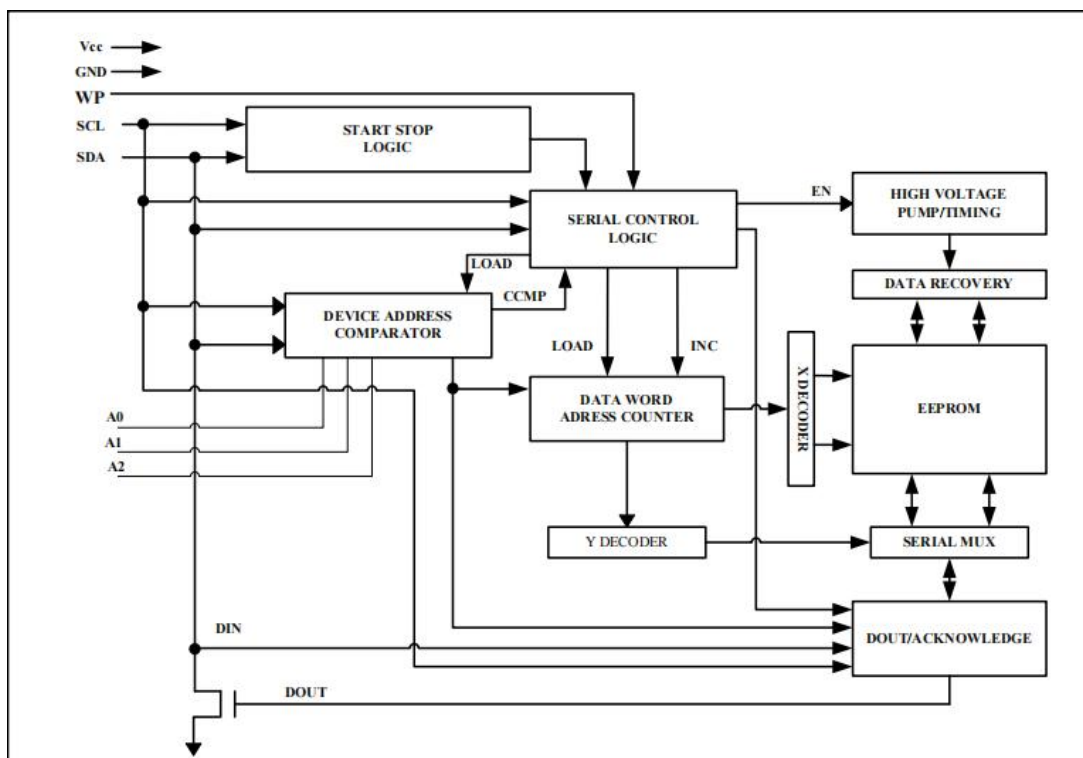 Vcc
GND
WP
SCL
SDA
START STOP
LOGIC
SERIAL CONTROL
LOGIC
EN
HIGH VOLTAGE
PUMP/TIMING
LOAD
CCMP
DATA RECOVERY
DEVICE ADDRESS
COMPARATOR
LOAD
INC
X DECODER
EEPROM
DATA WORD
ADRESS COUNTER
A0
A1
A2
Y DECODER
SERIAL MUX
DIN
DOUT/ACKNOWLEDGE
DOUT